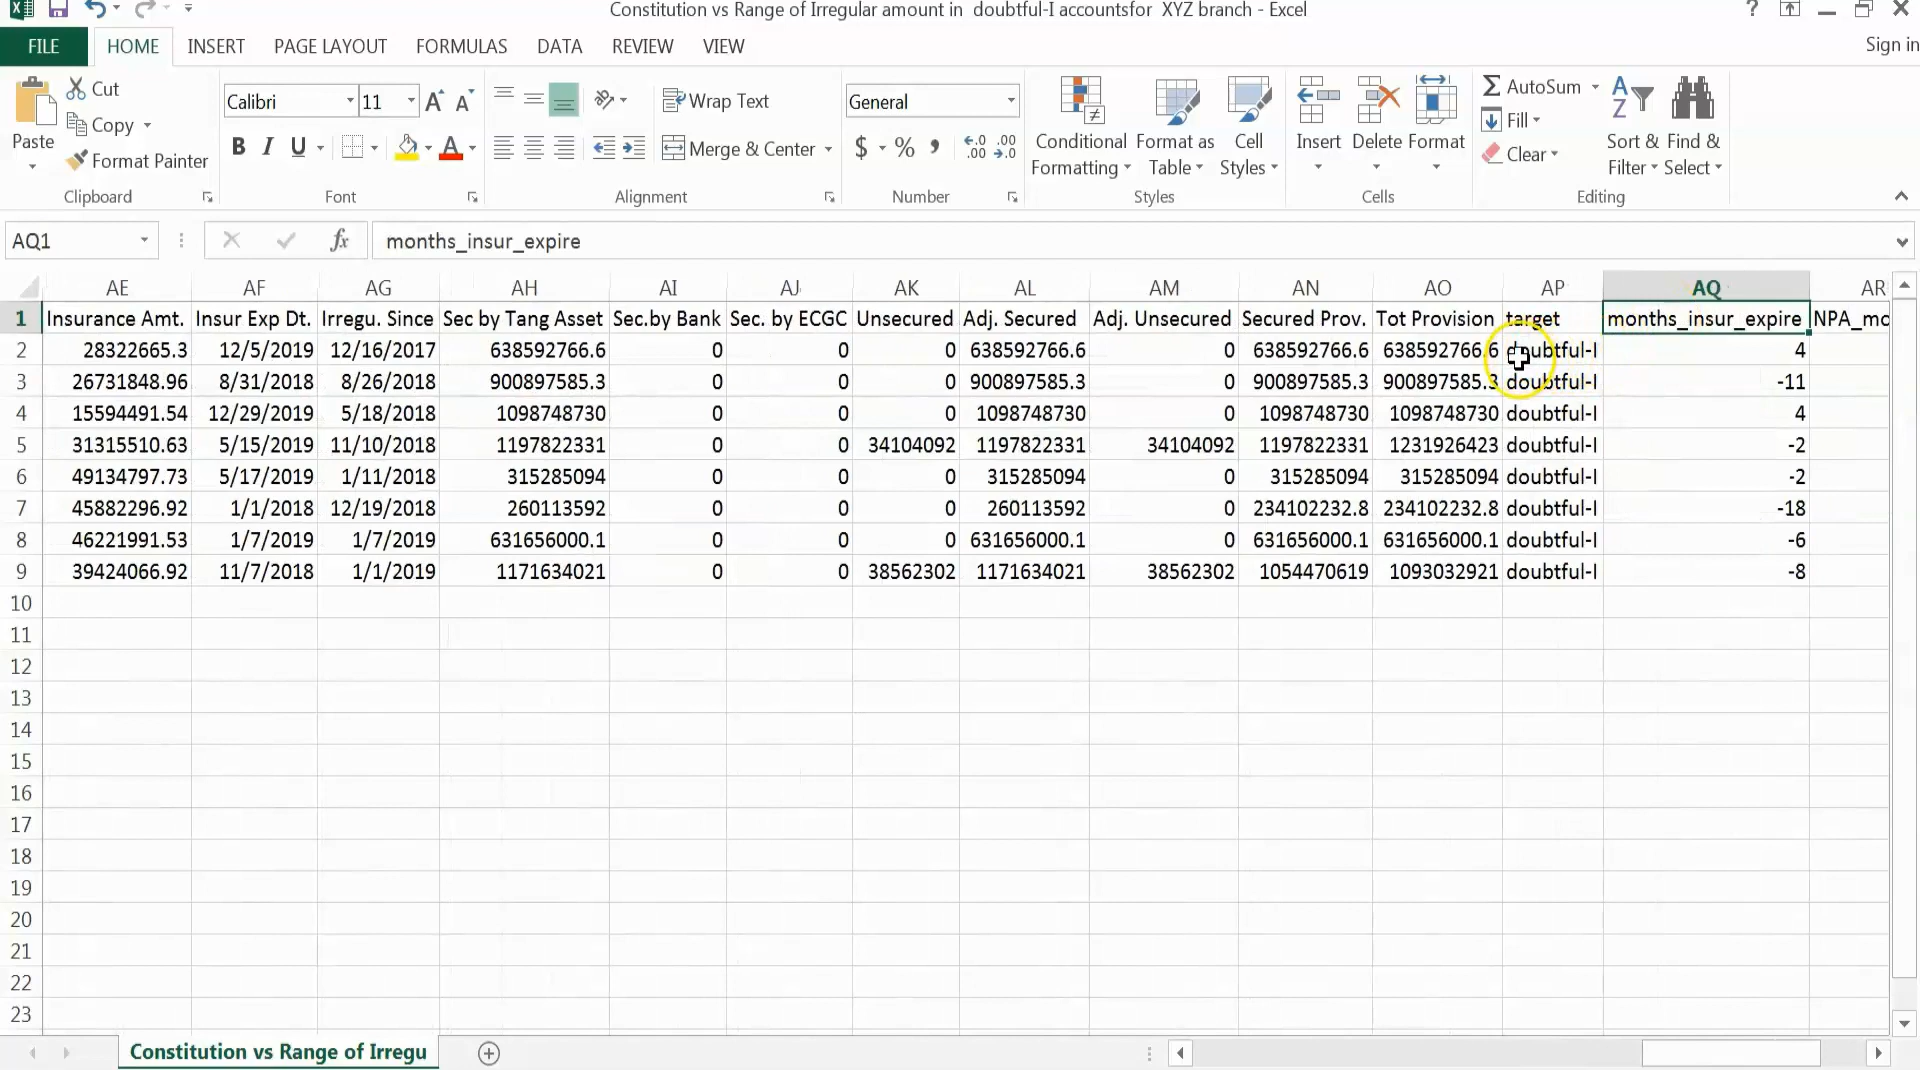 Constitution vs Range of Irregular amount in doubtful-I accountsfor XYZ branch - Excel
?
FILE HOME INSERT PAGE LAYOUT FORMULAS DATA REVIEW VIEW Sign in
Paste
Cut
Copy
Format Painter
Clipboard
Calibri 11
B I U
Font
Wrap Text
Merge & Center
Alignment
General
$ % ,
Number
Conditional Formatting
Format as Table
Cell Styles
Styles
Insert Delete Format
Cells
AutoSum
Fill
Clear
Sort & Filter
Find & Select
Editing
AQ1 fx months_insur_expire
AE AF AG AH AI AJ AK AL AM AN AO AP AQ AR
1 Insurance Amt. Insur Exp Dt. Irregu. Since Sec by Tang Asset Sec.by Bank Sec. by ECGC Unsecured Adj. Secured Adj. Unsecured Secured Prov. Tot Provision target months_insur_expire
2 28322665.3 12/5/2019 12/16/2017 638592766.6 0 0 0 638592766.6 0 638592766.6 638592766.6 doubtful-I 4
3 26731848.96 8/31/2018 8/26/2018 900897585.3 0 0 0 900897585.3 0 900897585.3 900897585.3 doubtful-I -11
4 15594491.54 12/29/2019 5/18/2018 1098748730 0 0 0 1098748730 0 1098748730 1098748730 doubtful-I 4
5 31315510.63 5/15/2019 11/10/2018 1197822331 0 0 34104092 1197822331 34104092 1197822331 1231926423 doubtful-I -2
6 49134797.73 5/17/2019 1/11/2018 315285094 0 0 0 315285094 0 315285094 315285094 doubtful-I -2
7 45882296.92 1/1/2018 12/19/2018 260113592 0 0 0 260113592 0 234102232.8 234102232.8 doubtful-I -18
8 46221991.53 1/7/2019 1/7/2019 631656000.1 0 0 0 631656000.1 0 631656000.1 631656000.1 doubtful-I -6
9 39424066.92 11/7/2018 1/1/2019 1171634021 0 0 38562302 1171634021 38562302 1054470619 1093032921 doubtful-I -8
10
11
12
13
14
15
16
17
18
19
20
21
22
23
Constitution vs Range of Irregu